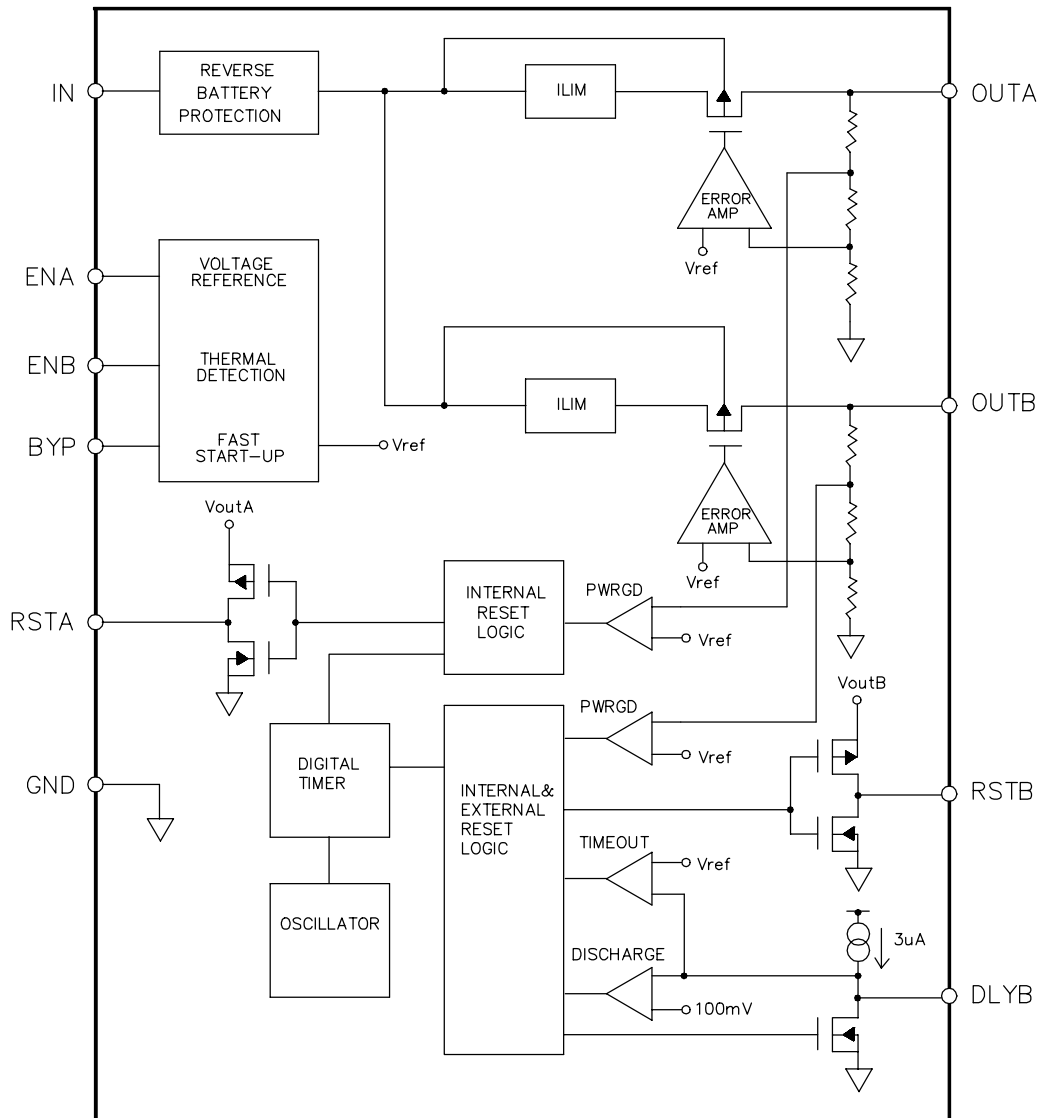 IN
REVERSE
BATTERY
PROTECTION
ILIM
OUTA
ERROR
AMP
Vref
ENA
VOLTAGE
REFERENCE
ENB
THERMAL
DETECTION
BYP
FAST
START-UP
Vref
ILIM
OUTB
ERROR
AMP
Vref
VoutA
RSTA
INTERNAL
RESET
LOGIC
PWRGD
Vref
VoutB
PWRGD
Vref
GND
DIGITAL
TIMER
INTERNAL&
EXTERNAL
RESET
LOGIC
RSTB
TIMEOUT
Vref
OSCILLATOR
3uA
DISCHARGE
100mV
DLYB